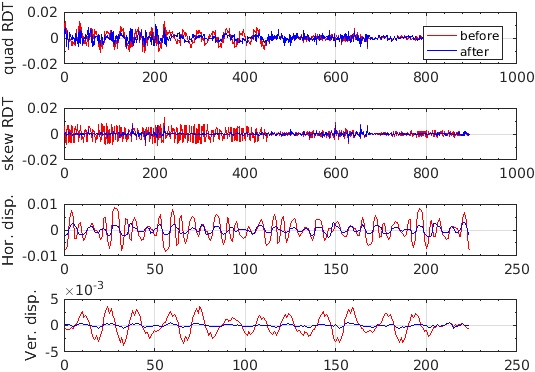 quad RDT
0.02
0
-0.02
0 200 400 600 800 1000
before
after
skew RDT
0.02
0
-0.02
0 200 400 600 800 1000
Hor. disp.
0.01
0
-0.01
0 50 100 150 200 250
Ver. disp.
×10-3
5
0
-5
0 50 100 150 200 250